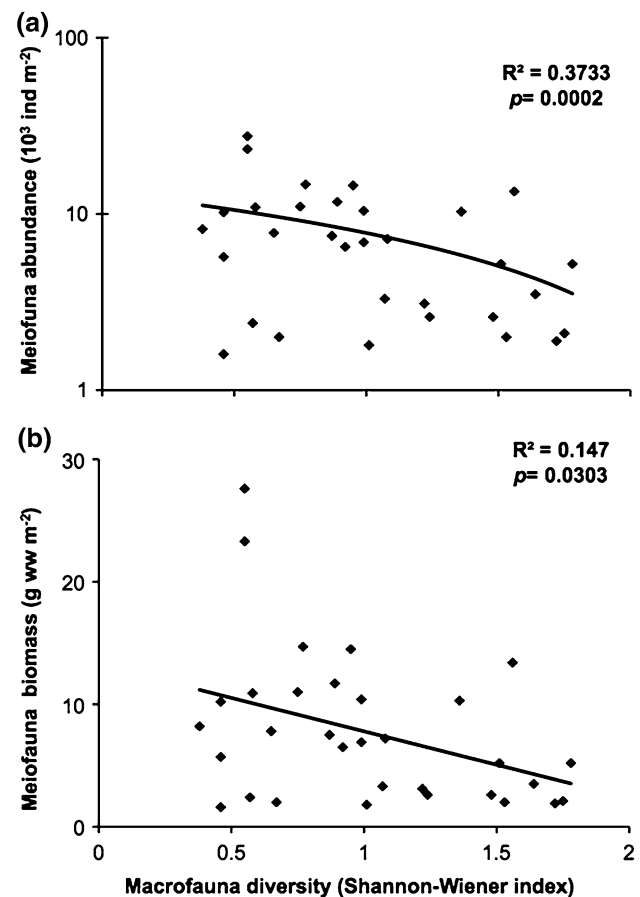 (a)
100
10
1
Meiofuna abundance (10³ ind m⁻²)
R² = 0.3733
p= 0.0002
(b)
30
20
10
0
Meiofauna biomass (g ww m⁻²)
R² = 0.147
p= 0.0303
0 0.5 1 1.5 2
Macrofauna diversity (Shannon-Wiener index)